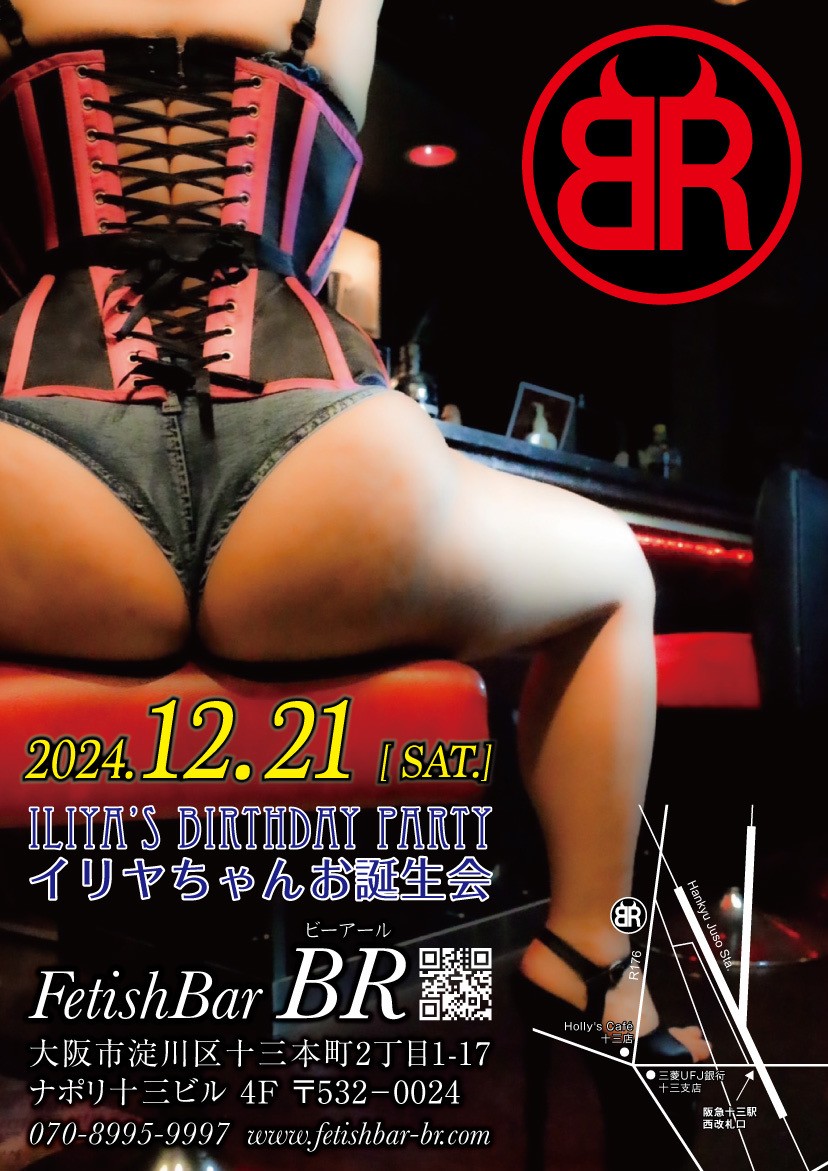 BR
2024.12.21 [SAT.]
ILIYA'S BIRTHDAY PARTY
イリヤちゃんお誕生会
ビーアール
FetishBar BR
大阪市淀川区十三本町2丁目1-17
ナポリ十三ビル 4F 〒532-0024
070-8995-9997 www.fetishbar-br.com
BR
Hankyu Juso Sta.
R176
Holly's Café
十三店
三菱UFJ銀行
十三支店
阪急十三駅
西改札口